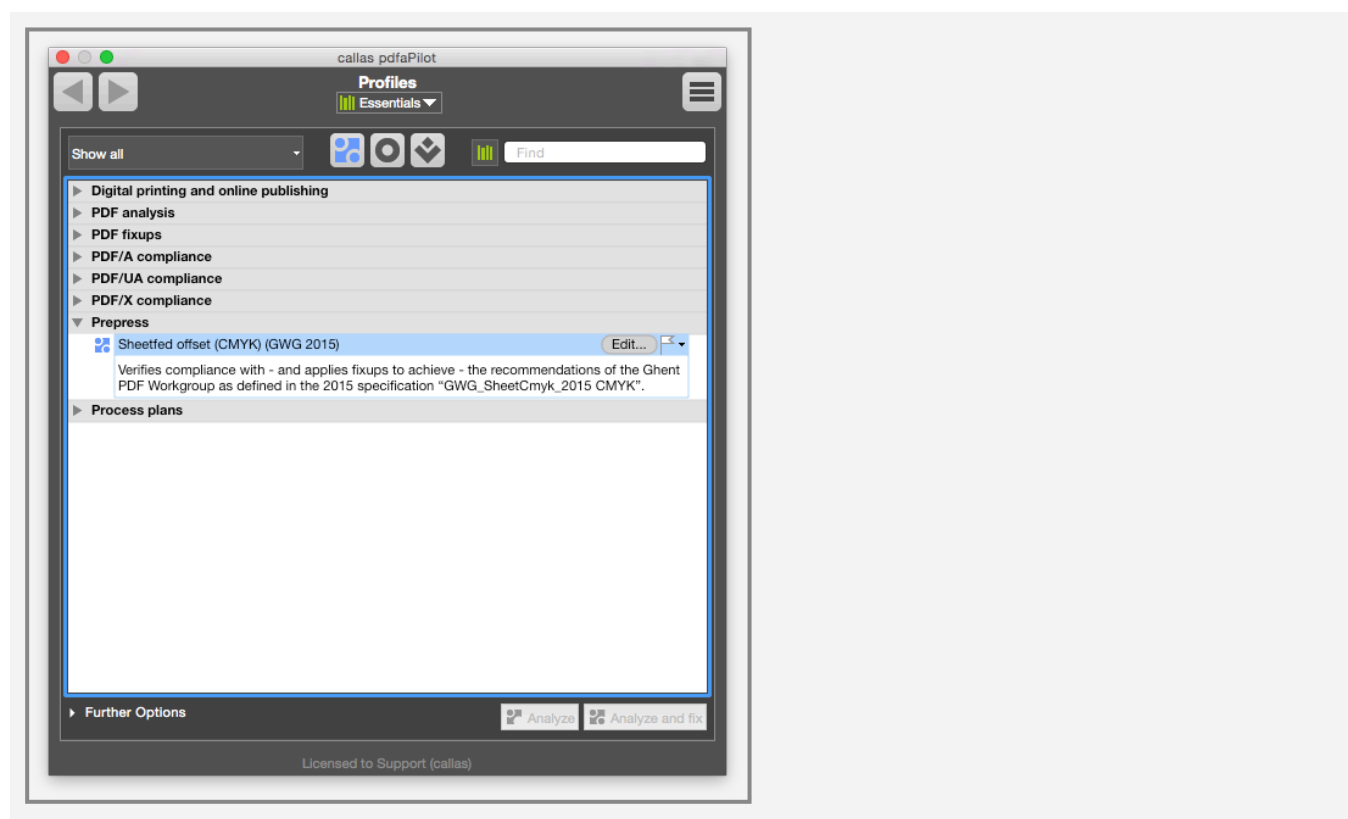 callas pdfaPilot
Profiles
Essentials
Show all
Find
Digital printing and online publishing
PDF analysis
PDF fixups
PDF/A compliance
PDF/UA compliance
PDF/X compliance
Prepress
Sheetfed offset (CMYK) (GWG 2015)
Edit...
Verifies compliance with - and applies fixups to achieve - the recommendations of the Ghent
PDF Workgroup as defined in the 2015 specification “GWG_SheetCmyk_2015 CMYK”.
Process plans
Further Options
Analyze
Analyze and fix
Licensed to Support (callas)